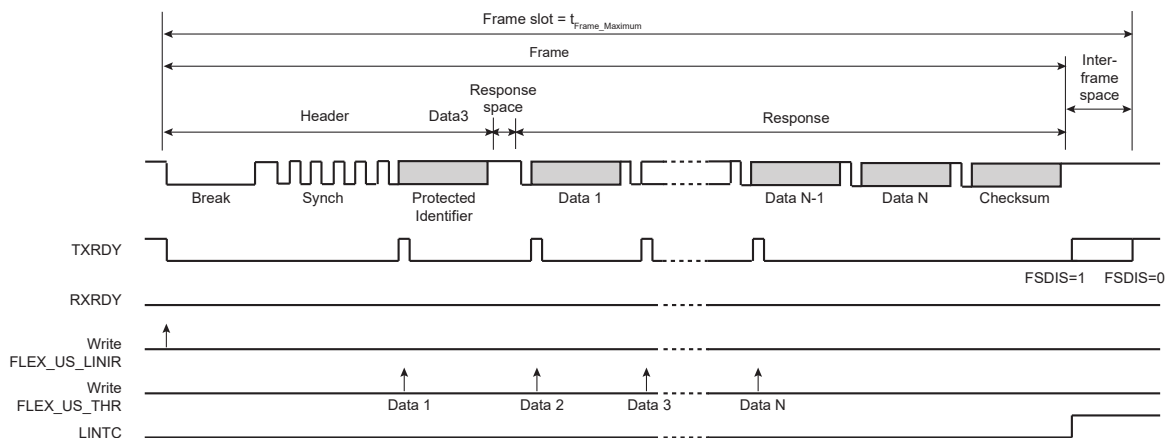 Frame slot = tFrame_Maximum
Frame
Inter-
frame
space
Response
space
Header
Data3
Response
Break
Synch
Protected
Identifier
Data 1
Data N-1
Data N
Checksum
TXRDY
FSDIS=1
FSDIS=0
RXRDY
Write
FLEX_US_LINIR
Write
FLEX_US_THR
Data 1
Data 2
Data 3
Data N
LINTC